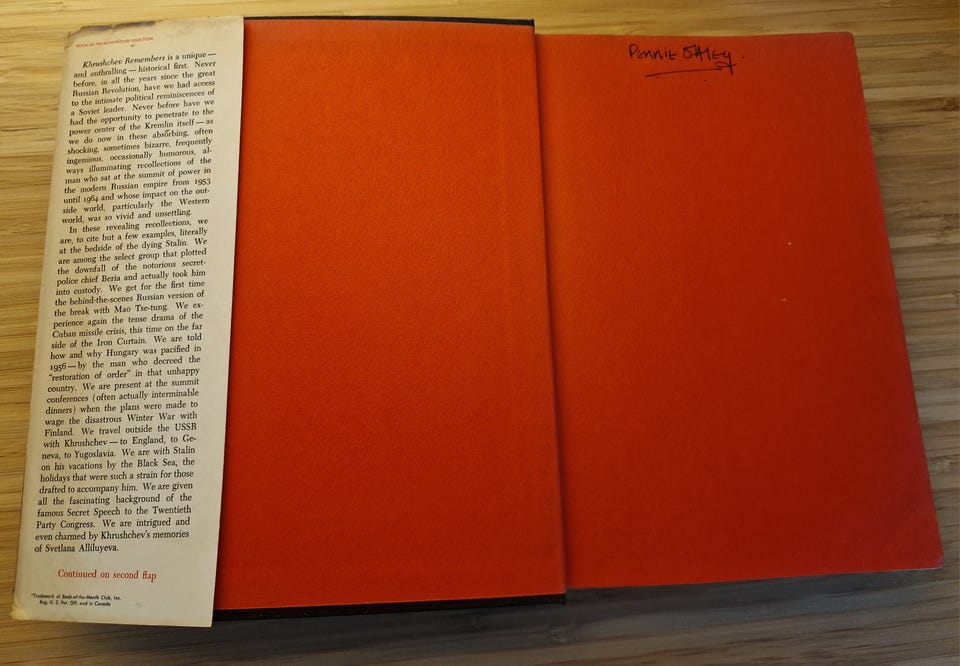 BOOK-OF-THE-MONTH-CLUB* SELECTION
Khrushchev Remembers is a unique —
and enthralling — historical first. Never
before, in all the years since the great
Russian Revolution, have we had access
to the intimate political reminiscences of
a Soviet leader. Never before have we
had the opportunity to penetrate to the
power center of the Kremlin itself — as
we do now in these absorbing, often
shocking, sometimes bizarre, frequently
ingenuous, occasionally humorous, al-
ways illuminating recollections of the
man who sat at the summit of power in
the modern Russian empire from 1953
until 1964 and whose impact on the out-
side world, particularly the Western
world, was so vivid and unsettling.
In these revealing recollections, we
are, to cite but a few examples, literally
at the bedside of the dying Stalin. We
are among the select group that plotted
the downfall of the notorious secret-
police chief Beria and actually took him
into custody. We get for the first time
the behind-the-scenes Russian version of
the break with Mao Tse-tung. We ex-
perience again the tense drama of the
Cuban missile crisis, this time on the far
side of the Iron Curtain. We are told
how and why Hungary was pacified in
1956 — by the man who decreed the
"restoration of order" in that unhappy
country. We are present at the summit
conferences (often actually interminable
dinners) when the plans were made to
wage the disastrous Winter War with
Finland. We travel outside the USSR
with Khrushchev — to England, to Ge-
neva, to Yugoslavia. We are with Stalin
on his vacations by the Black Sea, the
holidays that were such a strain for those
drafted to accompany him. We are given
all the fascinating background of the
famous Secret Speech to the Twentieth
Party Congress. We are intrigued and
even charmed by Khrushchev's memories
of Svetlana Alliluyeva.
Continued on second flap
*Trademark of Book-of-the-Month Club, Inc.
Reg. U. S. Pat. Off. and in Canada
PENNIE